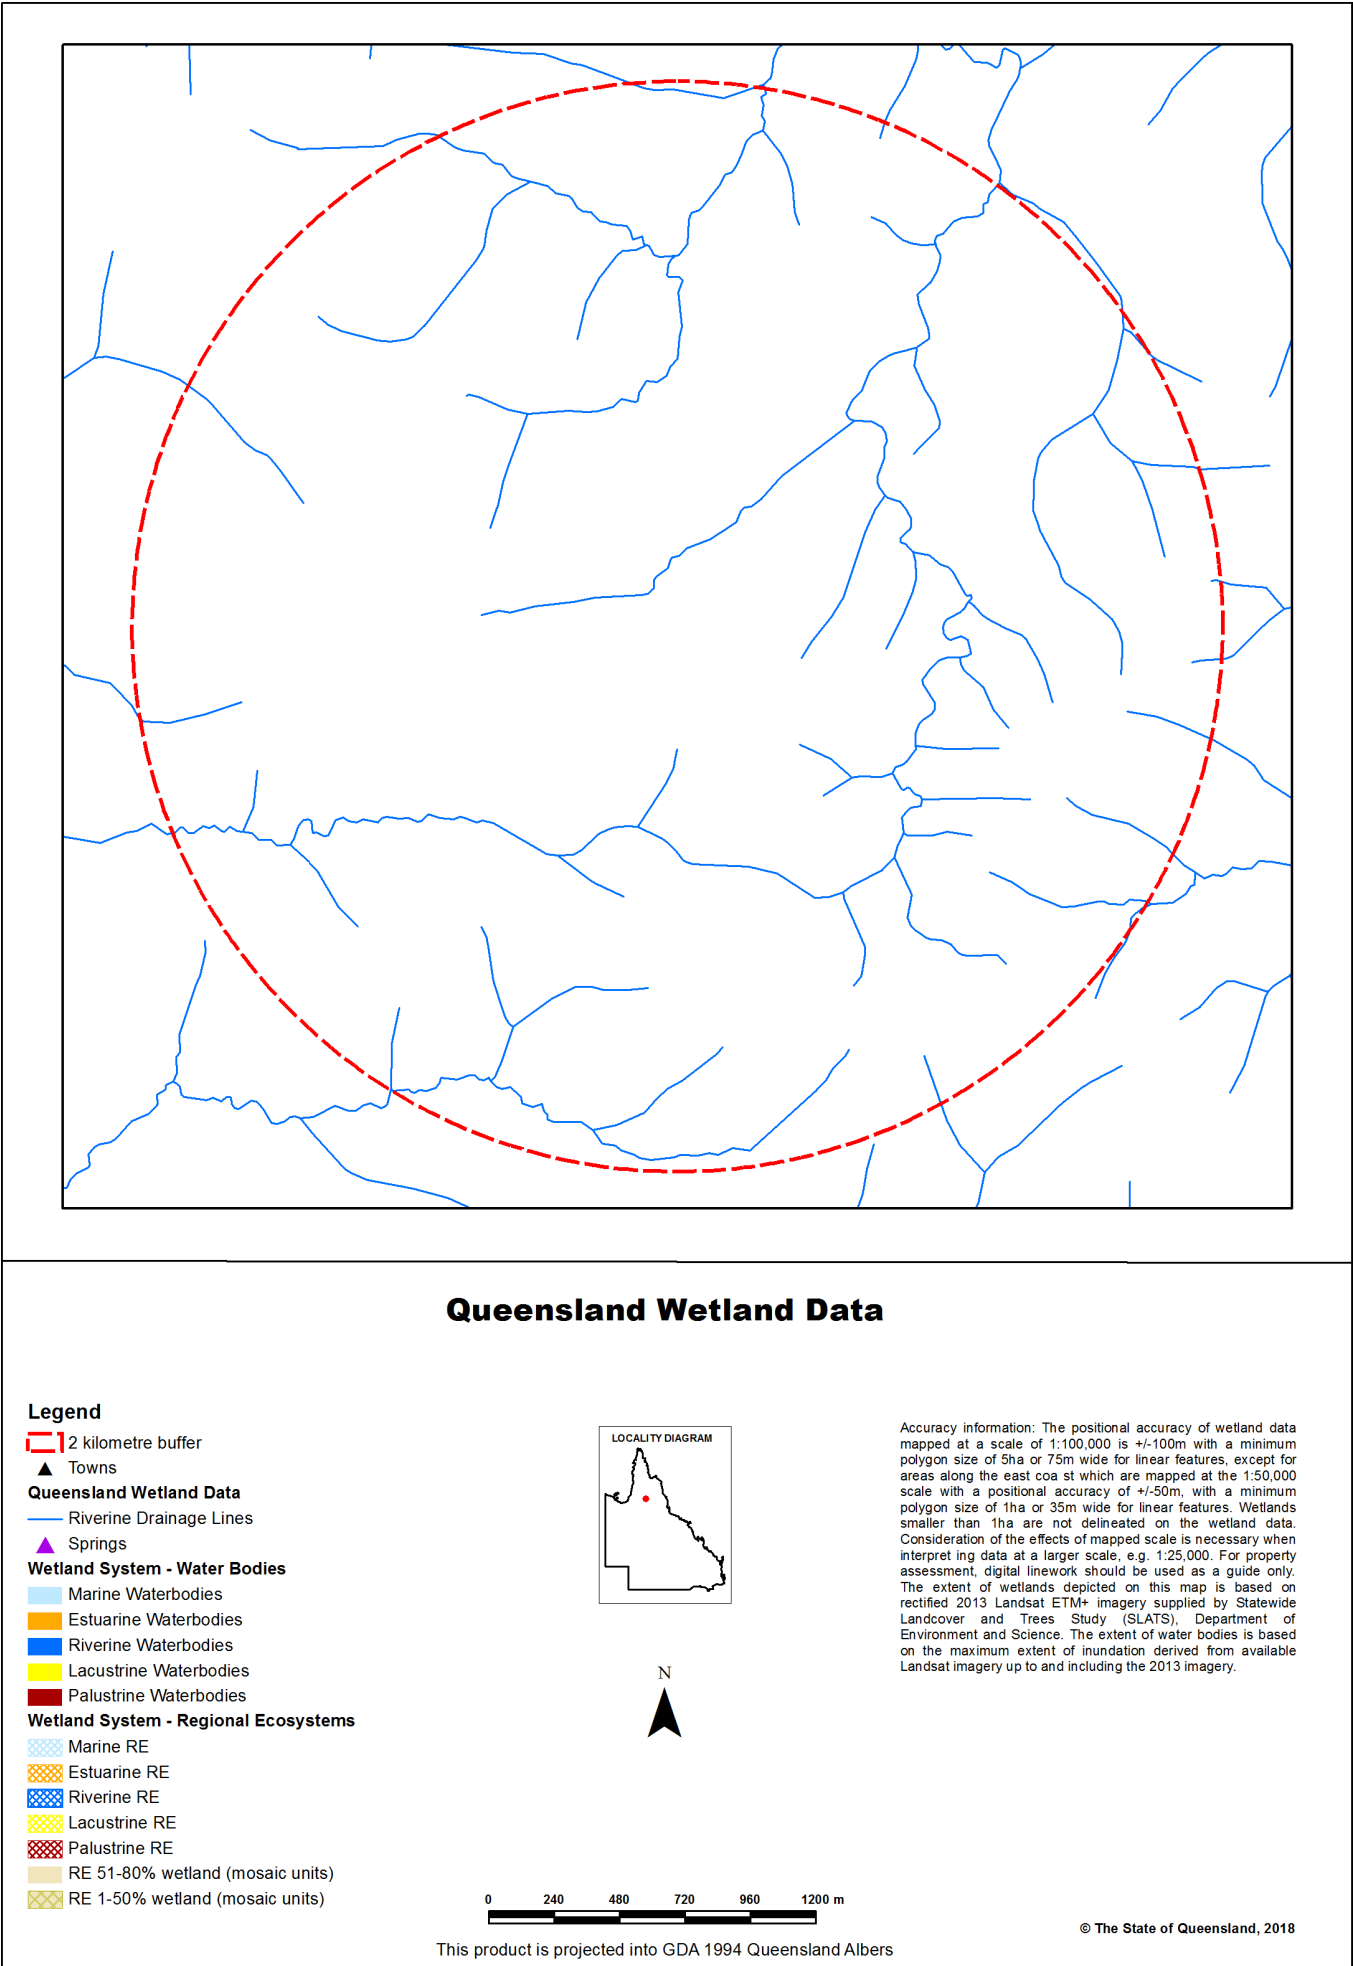 Queensland Wetland Data
Legend
2 kilometre buffer
Towns
Queensland Wetland Data
Riverine Drainage Lines
Springs
Wetland System - Water Bodies
Marine Waterbodies
Estuarine Waterbodies
Riverine Waterbodies
Lacustrine Waterbodies
Palustrine Waterbodies
Wetland System - Regional Ecosystems
Marine RE
Estuarine RE
Riverine RE
Lacustrine RE
Palustrine RE
RE 51-80% wetland (mosaic units)
RE 1-50% wetland (mosaic units)
LOCALITY DIAGRAM
N
0 240 480 720 960 1200 m
This product is projected into GDA 1994 Queensland Albers
Accuracy information: The positional accuracy of wetland data
mapped at a scale of 1:100,000 is +/-100m with a minimum
polygon size of 5ha or 75m wide for linear features, except for
areas along the east coa st which are mapped at the 1:50,000
scale with a positional accuracy of +/-50m, with a minimum
polygon size of 1ha or 35m wide for linear features. Wetlands
smaller than 1ha are not delineated on the wetland data.
Consideration of the effects of mapped scale is necessary when
interpret ing data at a larger scale, e.g. 1:25,000. For property
assessment, digital linework should be used as a guide only.
The extent of wetlands depicted on this map is based on
rectified 2013 Landsat ETM+ imagery supplied by Statewide
Landcover and Trees Study (SLATS), Department of
Environment and Science. The extent of water bodies is based
on the maximum extent of inundation derived from available
Landsat imagery up to and including the 2013 imagery.
© The State of Queensland, 2018